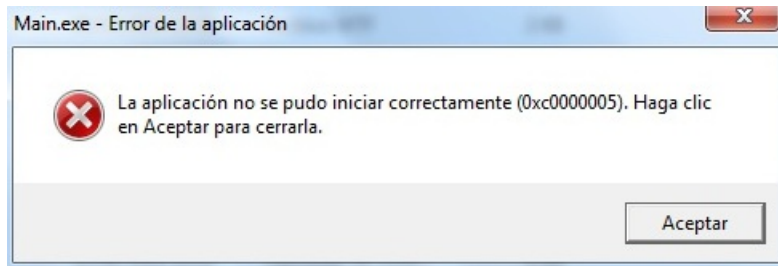 Main.exe - Error de la aplicación
La aplicación no se pudo iniciar correctamente (0xc0000005). Haga clic
en Aceptar para cerrarla.
Aceptar